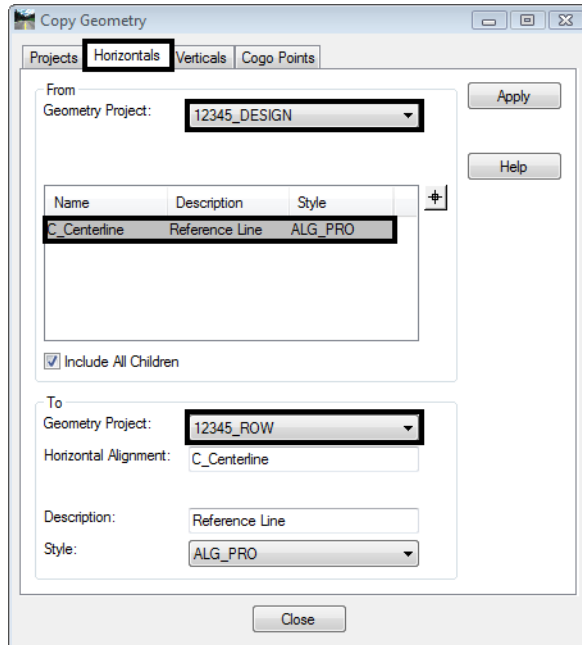 Copy Geometry
Projects Horizontals Verticals Cogo Points
From
Geometry Project: 12345_DESIGN
Apply
Help
Name Description Style
C_Centerline Reference Line ALG_PRO
Include All Children
To
Geometry Project: 12345_ROW
Horizontal Alignment: C_Centerline
Description: Reference Line
Style: ALG_PRO
Close